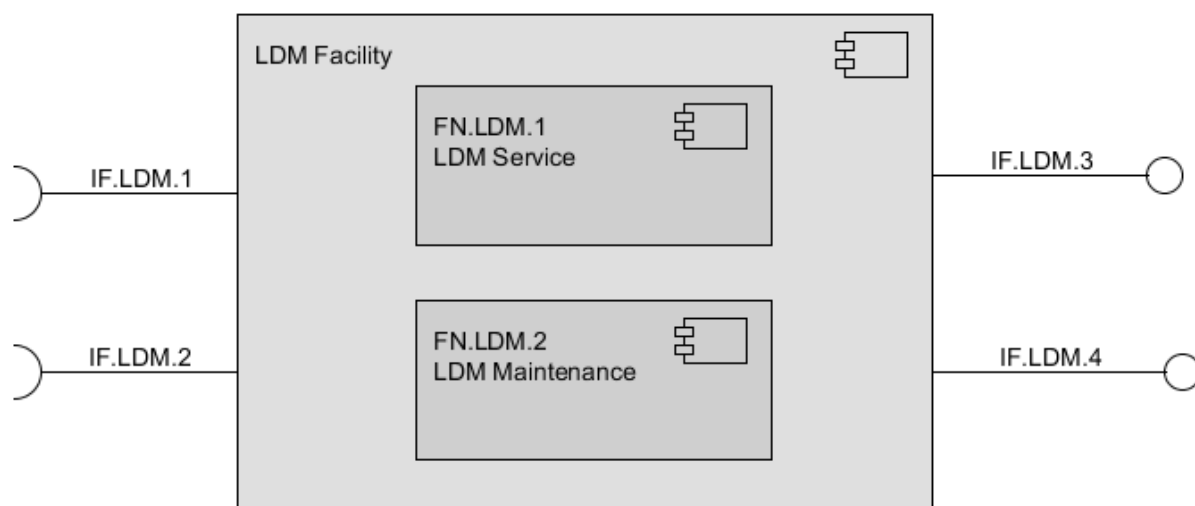 LDM Facility
FN.LDM.1
LDM Service
IF.LDM.1
IF.LDM.3
FN.LDM.2
LDM Maintenance
IF.LDM.2
IF.LDM.4